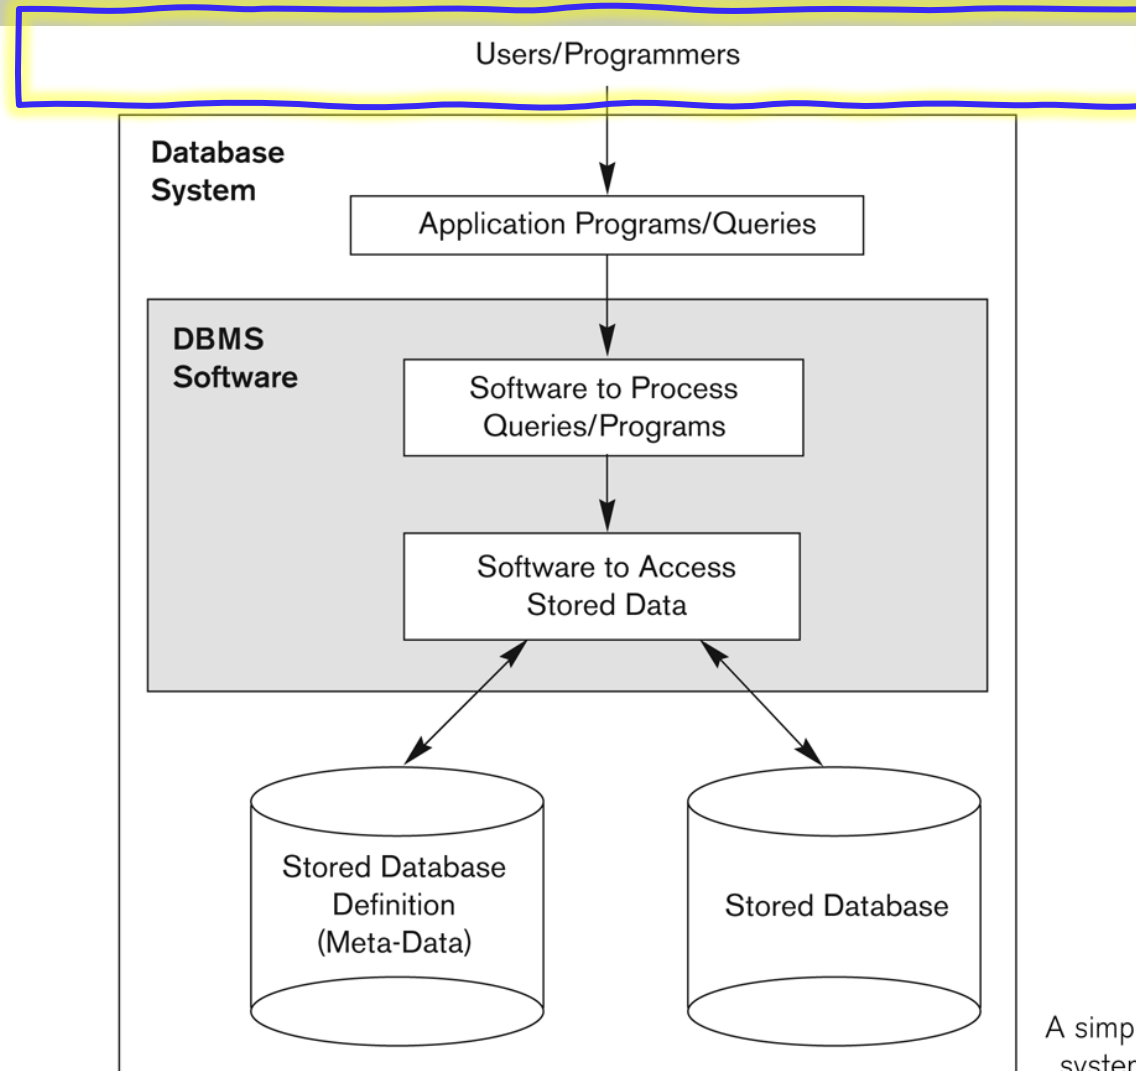 Users/Programmers
Database
System
Application Programs/Queries
DBMS
Software
Software to Process
Queries/Programs
Software to Access
Stored Data
Stored Database
Definition
(Meta-Data)
Stored Database
A simp
system